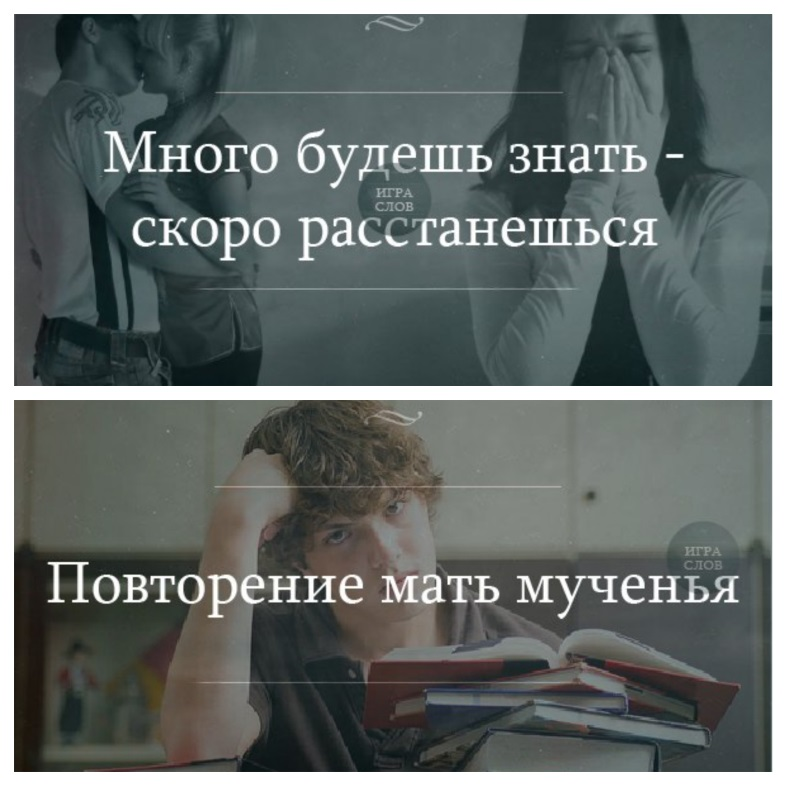 Много будешь знать -
ИГРА
СЛОВ
скоро расстанешься
ИГРА
СЛОВ
Повторение мать мученья